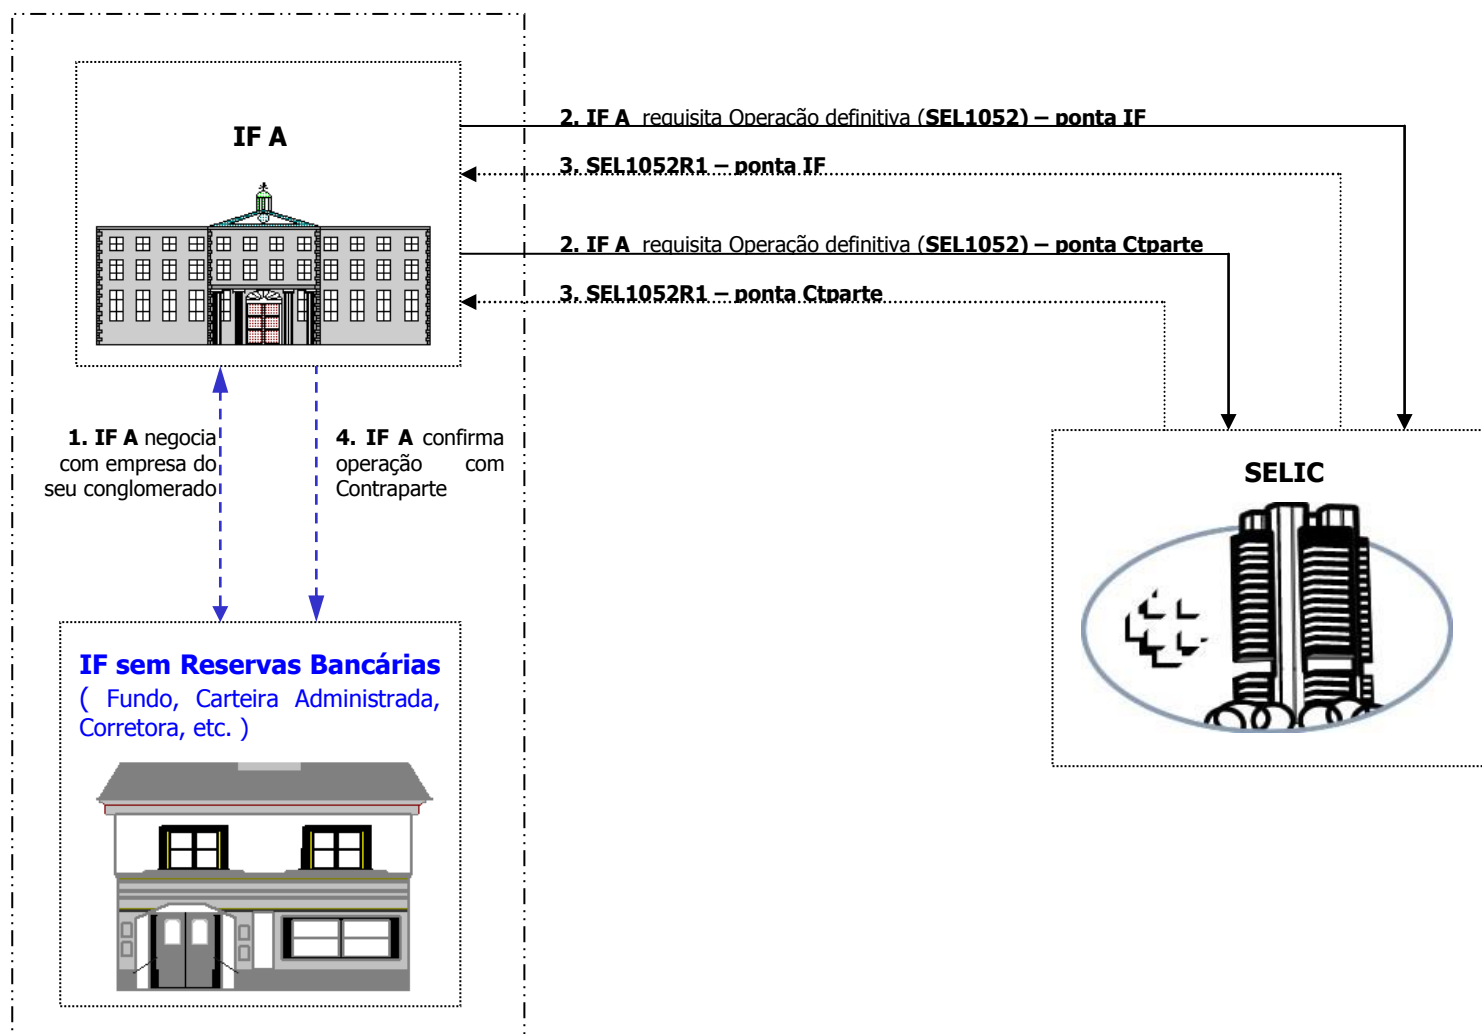 IF A
2. IF A requisita Operação definitiva (SEL1052) – ponta IF
3. SEL1052R1 – ponta IF
2. IF A requisita Operação definitiva (SEL1052) – ponta Ctparte
3. SEL1052R1 – ponta Ctparte
1. IF A negocia
com empresa do
seu conglomerado
4. IF A confirma
operação com
Contraparte
SELIC
IF sem Reservas Bancárias
( Fundo, Carteira Administrada,
Corretora, etc. )